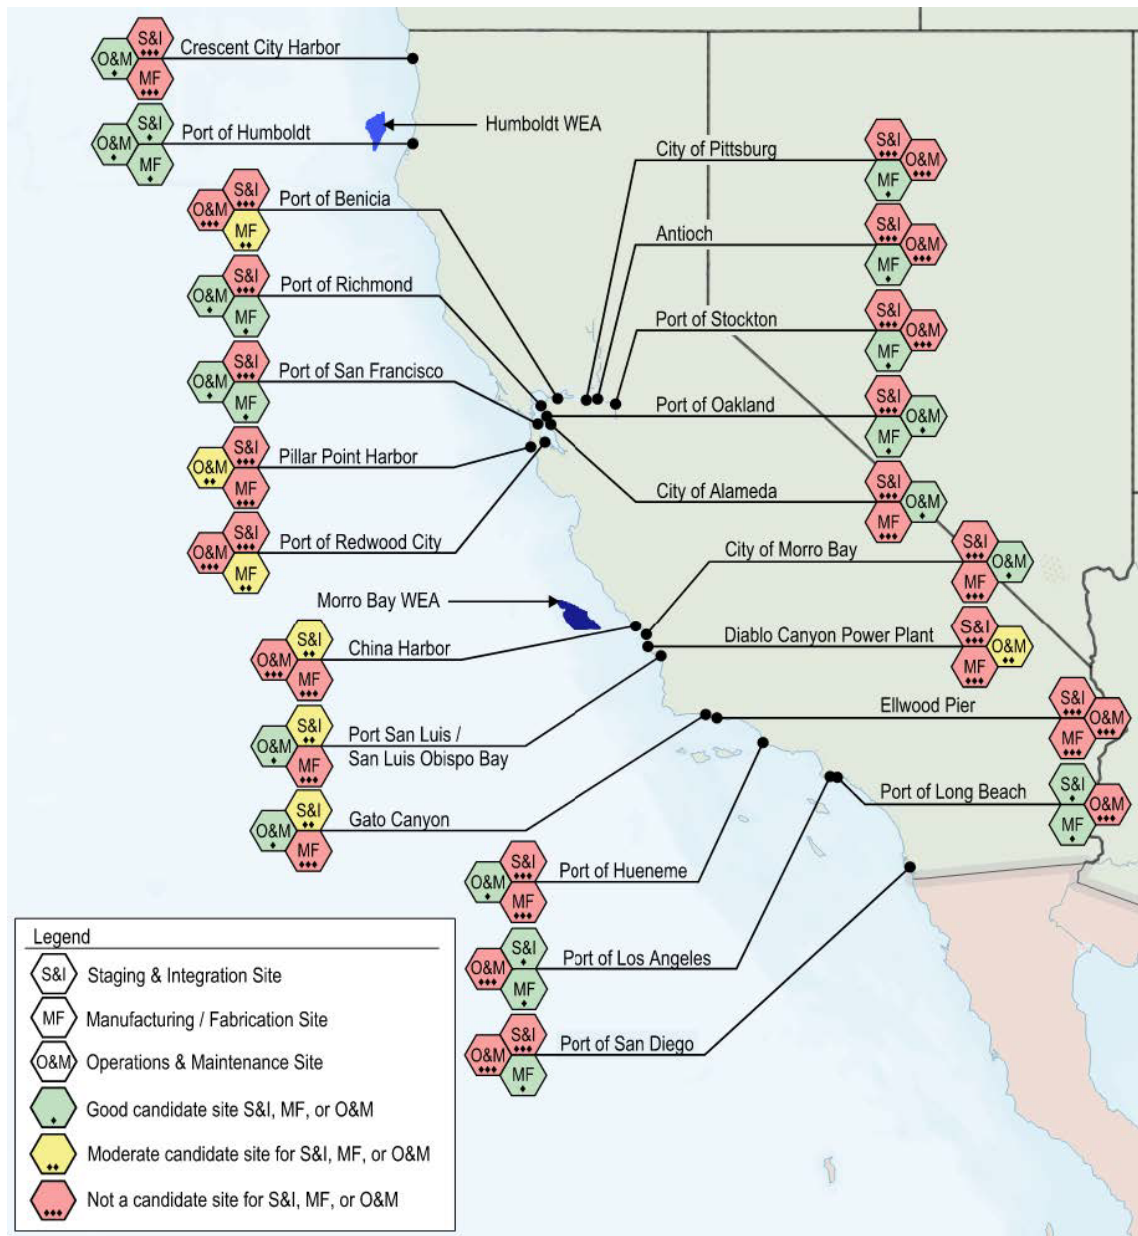 S&I
Crescent City Harbor
O&M
MF
S&I
Port of Humboldt
O&M
MF
Humboldt WEA
S&I
Port of Benicia
O&M
MF
S&I
Port of Richmond
O&M
MF
S&I
Port of San Francisco
O&M
MF
S&I
Pillar Point Harbor
O&M
MF
S&I
Port of Redwood City
O&M
MF
City of Pittsburg
S&I
O&M
MF
Antioch
S&I
O&M
MF
Port of Stockton
S&I
O&M
MF
Port of Oakland
S&I
O&M
MF
City of Alameda
S&I
O&M
MF
City of Morro Bay
S&I
O&M
MF
Morro Bay WEA
Diablo Canyon Power Plant
S&I
O&M
MF
S&I
China Harbor
O&M
MF
S&I
Port San Luis /
San Luis Obispo Bay
O&M
MF
S&I
Gato Canyon
O&M
MF
Ellwood Pier
S&I
O&M
MF
Port of Long Beach
S&I
O&M
MF
S&I
Port of Hueneme
O&M
MF
S&I
Port of Los Angeles
O&M
MF
S&I
Port of San Diego
O&M
MF
Legend
S&I Staging & Integration Site
MF Manufacturing / Fabrication Site
O&M Operations & Maintenance Site
Good candidate site S&I, MF, or O&M
Moderate candidate site for S&I, MF, or O&M
Not a candidate site for S&I, MF, or O&M